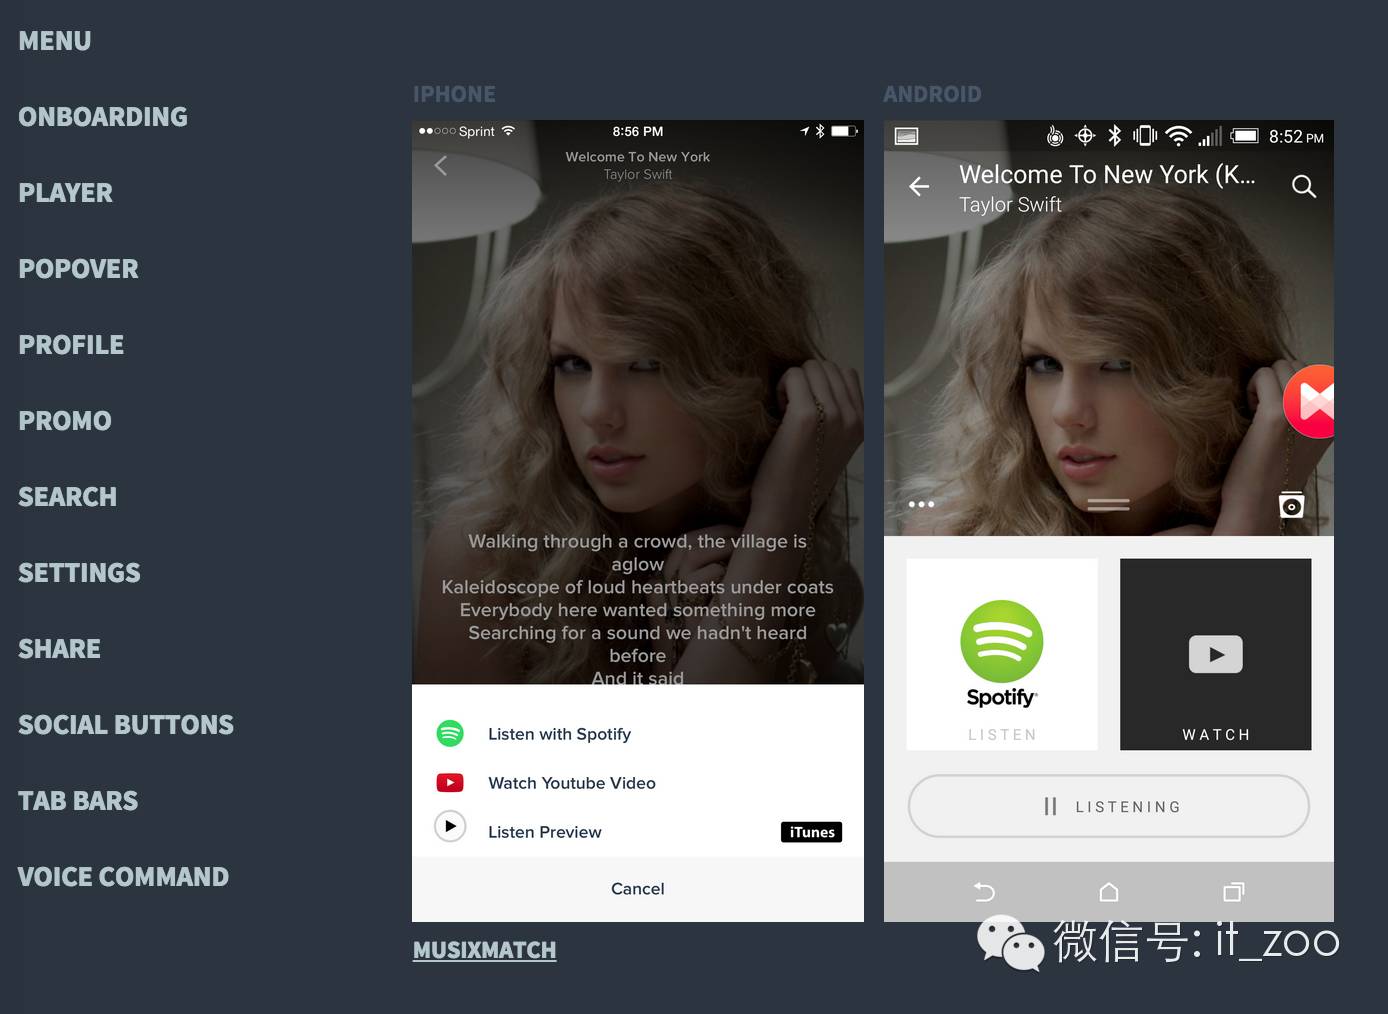 MENU
ONBOARDING
PLAYER
POPOVER
PROFILE
PROMO
SEARCH
SETTINGS
SHARE
SOCIAL BUTTONS
TAB BARS
VOICE COMMAND
IPHONE
Sprint 8:56 PM
Welcome To New York
Taylor Swift
Walking through a crowd, the village is
aglow
Kaleidoscope of loud heartbeats under coats
Everybody here wanted something more
Searching for a sound we hadn't heard
before
And it said
Listen with Spotify
Watch Youtube Video
Listen Preview iTunes
Cancel
MUSIXMATCH
ANDROID
8:52 PM
Welcome To New York (K...
Taylor Swift
Spotify
LISTEN
WATCH
LISTENING
微信号: it_zoo